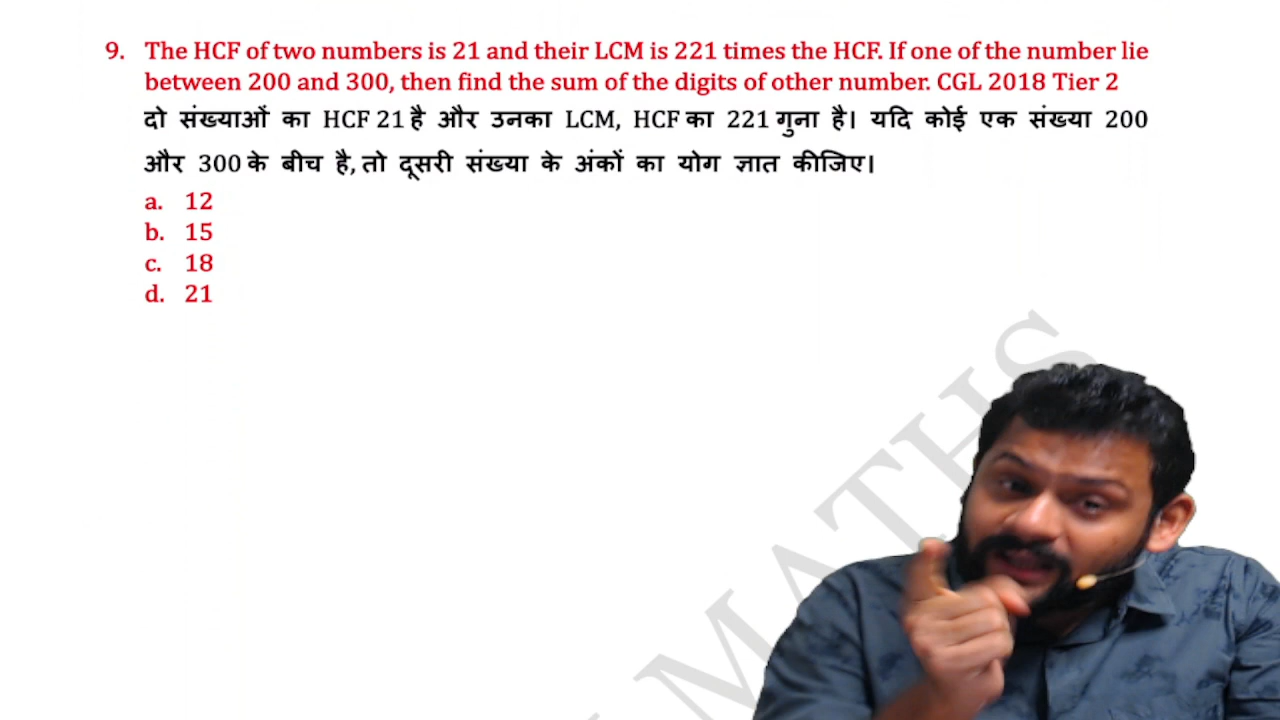 9. The HCF of two numbers is 21 and their LCM is 221 times the HCF. If one of the number lie
between 200 and 300, then find the sum of the digits of other number. CGL 2018 Tier 2
दो संख्याओं का HCF 21 है और उनका LCM, HCF का 221 गुना है। यदि कोई एक संख्या 200
और 300 के बीच है, तो दूसरी संख्या के अंकों का योग ज्ञात कीजिए।
a. 12
b. 15
c. 18
d. 21
MATHS